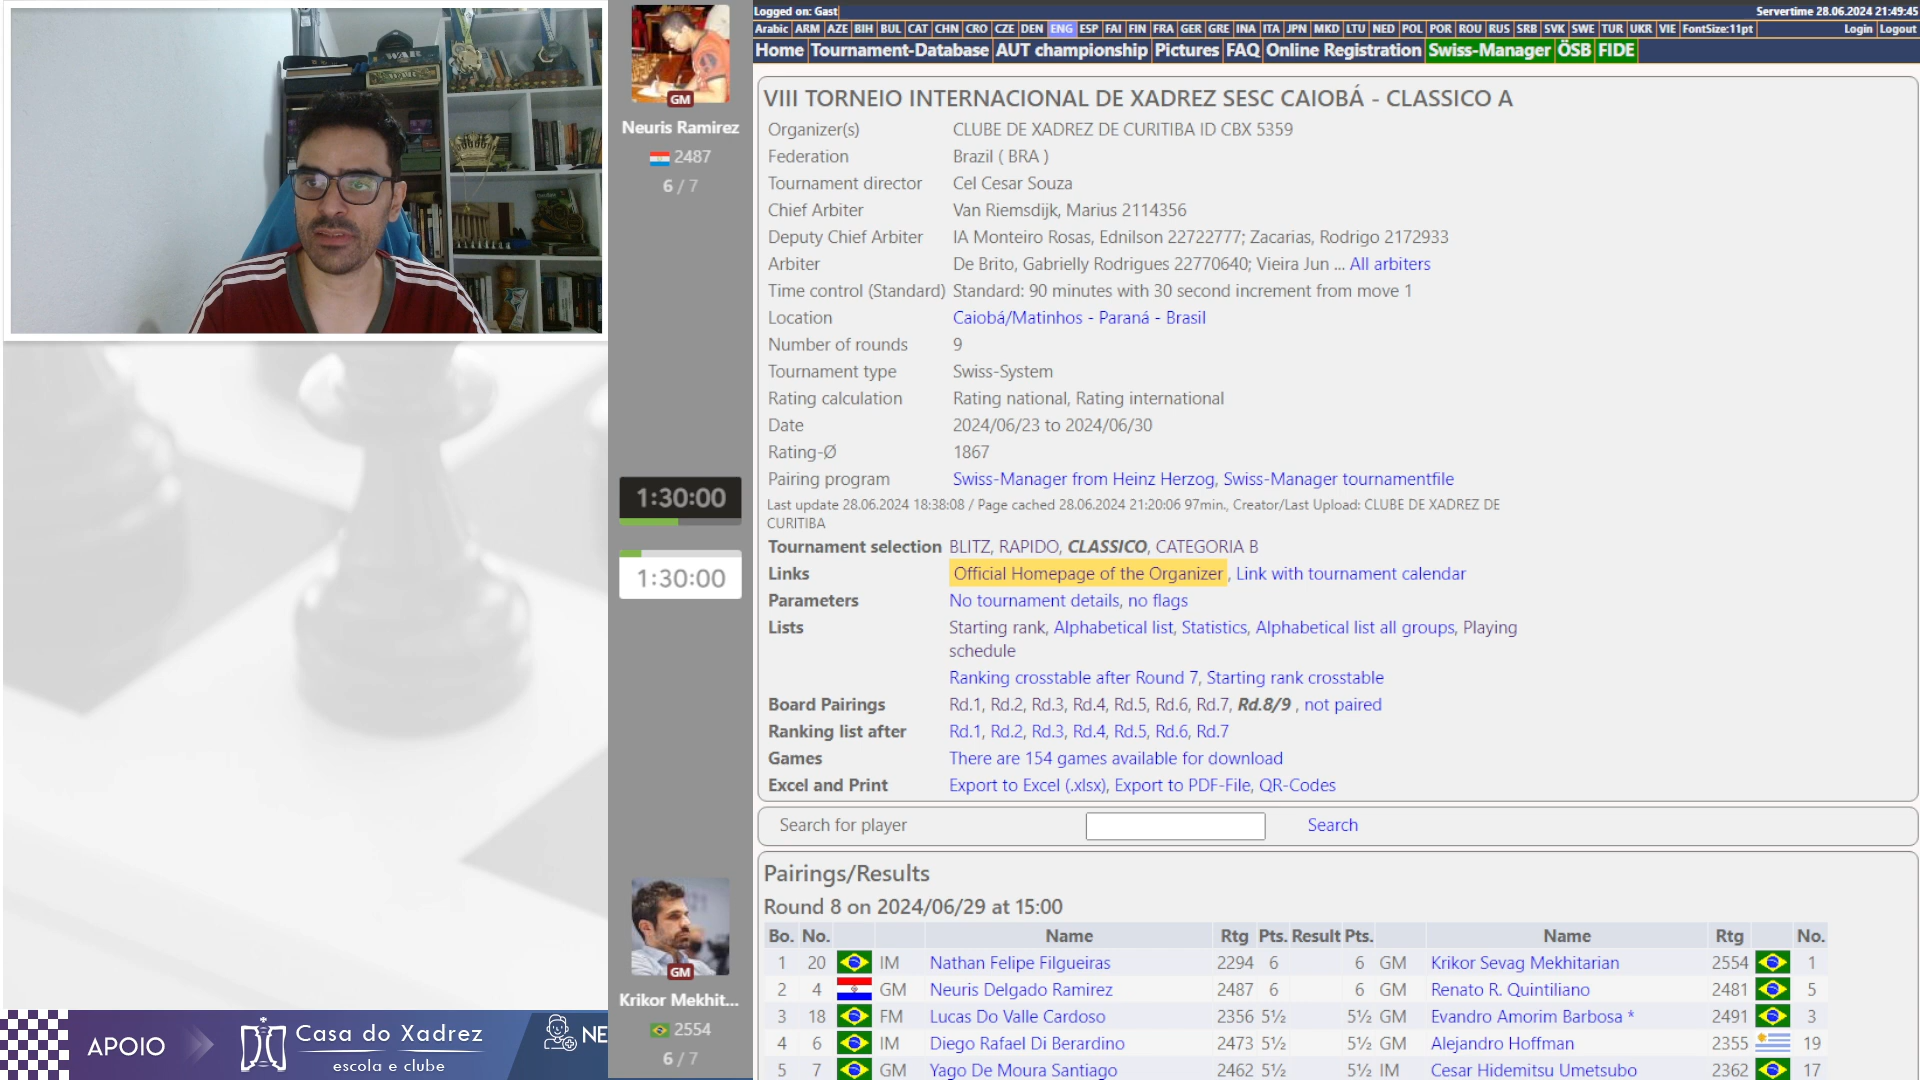 GM
Neuris Ramirez
2487
6 / 7
1:30:00
1:30:00
GM
Krikor Mekhit...
2554
6 / 7
APOIO
Casa do Xadrez
escola e clube
NE
Logged on: Gast
Servertime 28.06.2024 21:49:45
Arabic ARM AZE BIH BUL CAT CHN CRO CZE DEN ENG ESP FAI FIN FRA GER GRE INA ITA JPN MKD LTU NED POL POR ROU RUS SRB SVK SWE TUR UKR VIE FontSize:11pt Login Logout
Home Tournament-Database AUT championship Pictures FAQ Online Registration Swiss-Manager ÖSB FIDE
VIII TORNEIO INTERNACIONAL DE XADREZ SESC CAIOBÁ - CLASSICO A
Organizer(s) CLUBE DE XADREZ DE CURITIBA ID CBX 5359
Federation Brazil ( BRA )
Tournament director Cel Cesar Souza
Chief Arbiter Van Riemsdijk, Marius 2114356
Deputy Chief Arbiter IA Monteiro Rosas, Ednilson 22722777; Zacarias, Rodrigo 2172933
Arbiter De Brito, Gabrielly Rodrigues 22770640; Vieira Jun ... All arbiters
Time control (Standard) Standard: 90 minutes with 30 second increment from move 1
Location Caiobá/Matinhos - Paraná - Brasil
Number of rounds 9
Tournament type Swiss-System
Rating calculation Rating national, Rating international
Date 2024/06/23 to 2024/06/30
Rating-Ø 1867
Pairing program Swiss-Manager from Heinz Herzog, Swiss-Manager tournamentfile
Last update 28.06.2024 18:38:08 / Page cached 28.06.2024 21:20:06 97min., Creator/Last Upload: CLUBE DE XADREZ DE
CURITIBA
Tournament selection BLITZ, RAPIDO, CLASSICO, CATEGORIA B
Links Official Homepage of the Organizer, Link with tournament calendar
Parameters No tournament details, no flags
Lists Starting rank, Alphabetical list, Statistics, Alphabetical list all groups, Playing
schedule
Ranking crosstable after Round 7, Starting rank crosstable
Board Pairings Rd.1, Rd.2, Rd.3, Rd.4, Rd.5, Rd.6, Rd.7, Rd.8/9 , not paired
Ranking list after Rd.1, Rd.2, Rd.3, Rd.4, Rd.5, Rd.6, Rd.7
Games There are 154 games available for download
Excel and Print Export to Excel (.xlsx), Export to PDF-File, QR-Codes
Search for player Search
Pairings/Results
Round 8 on 2024/06/29 at 15:00
Bo. No. Name Rtg Pts. Result Pts. Name Rtg No.
1 20 IM Nathan Felipe Filgueiras 2294 6 6 GM Krikor Sevag Mekhitarian 2554 1
2 4 GM Neuris Delgado Ramirez 2487 6 6 GM Renato R. Quintiliano 2481 5
3 18 FM Lucas Do Valle Cardoso 2356 5½ 5½ GM Evandro Amorim Barbosa * 2491 3
4 6 IM Diego Rafael Di Berardino 2473 5½ 5½ GM Alejandro Hoffman 2355 19
5 7 GM Yago De Moura Santiago 2462 5½ 5½ IM Cesar Hidemitsu Umetsubo 2362 17